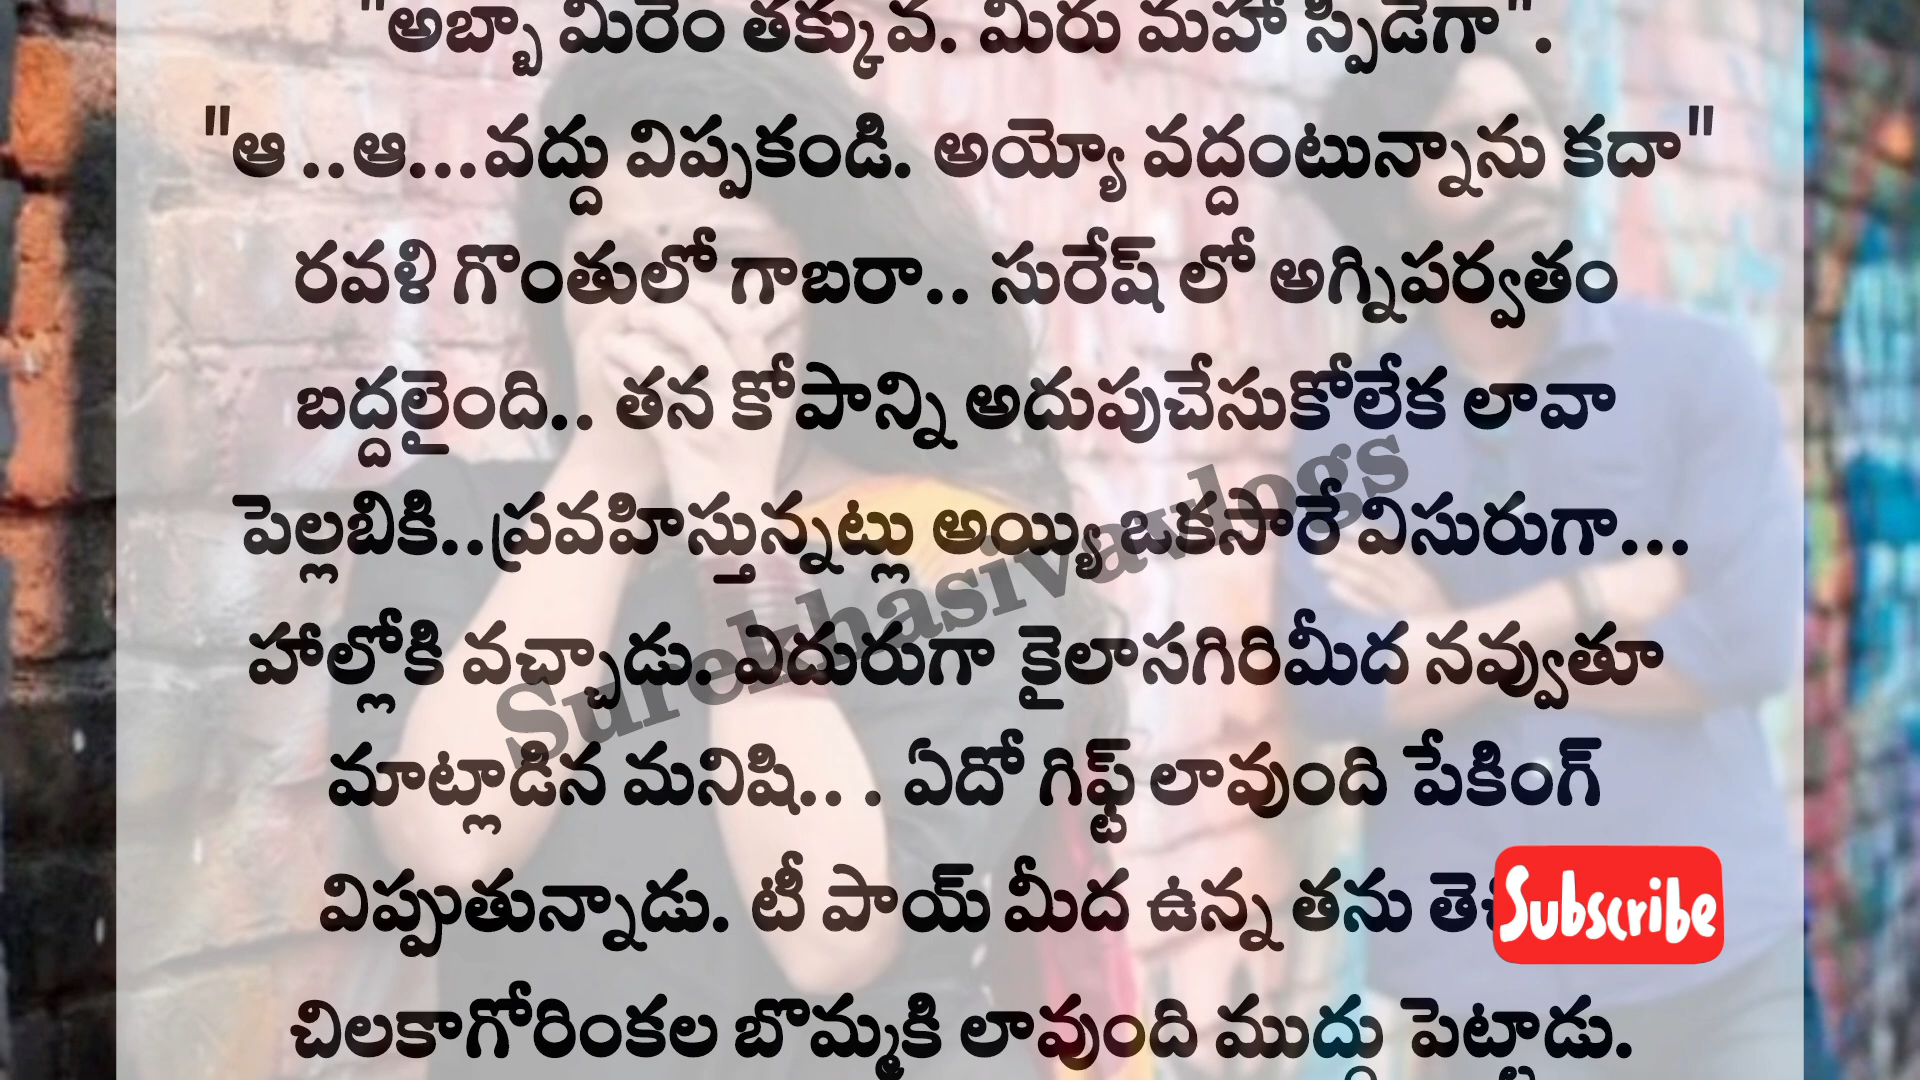 "అబ్బా మీరేం తక్కువ. మీరు మహా స్పీడేగా".
"ఆ ..ఆ...వద్దు విప్పకండి. అయ్యో వద్దంటున్నాను కదా"
రవళి గొంతులో గాబరా.. సురేష్ లో అగ్నిపర్వతం
బద్దలైంది.. తన కోపాన్ని అదుపుచేసుకోలేక లావా
పెల్లబికి..ప్రవహిస్తున్నట్లు అయ్యి ఒకసారే విసురుగా...
హాల్లోకి వచ్చాడు. ఎదురుగా కైలాసగిరిమీద నవ్వుతూ
మాట్లాడిన మనిషి.. . ఏదో గిఫ్ట్ లావుంది పేకింగ్
విప్పుతున్నాడు. టీ పాయ్ మీద ఉన్న తను
చిలకాగోరింకల బొమ్మకి లావుంది ముద్దు పెట్టాడు.
Surekhasivavlogs
Subscribe